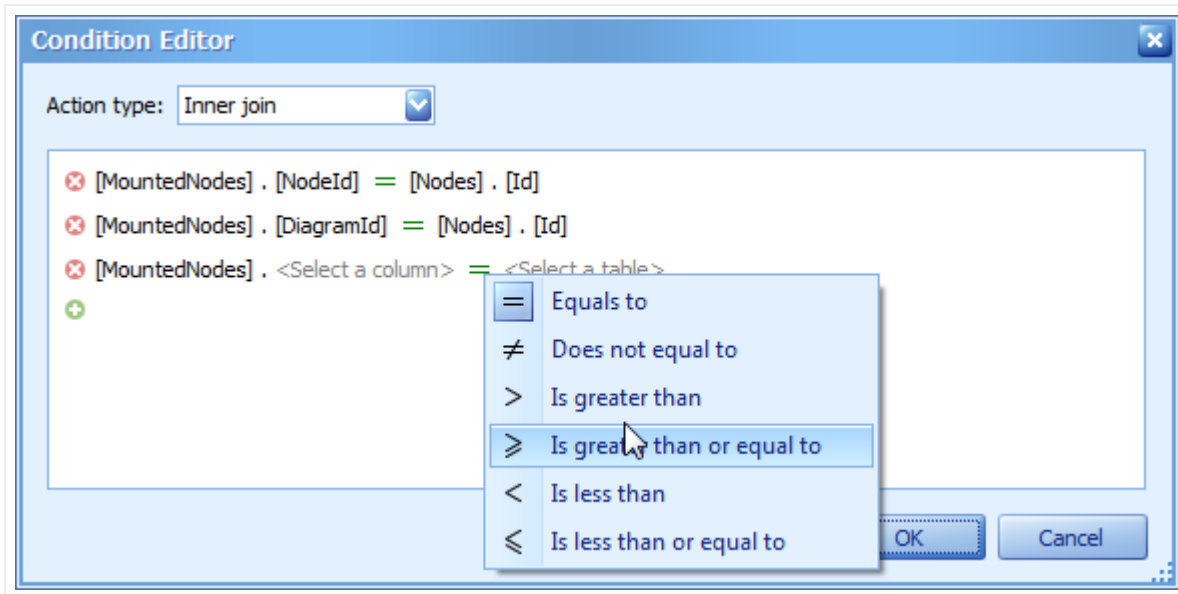 Condition Editor
Action type: Inner join
[MountedNodes] . [NodeId] = [Nodes] . [Id]
[MountedNodes] . [DiagramId] = [Nodes] . [Id]
[MountedNodes] . <Select a column> = <Select a table>
= Equals to
≠ Does not equal to
> Is greater than
⩾ Is greater than or equal to
< Is less than
⩽ Is less than or equal to
OK Cancel